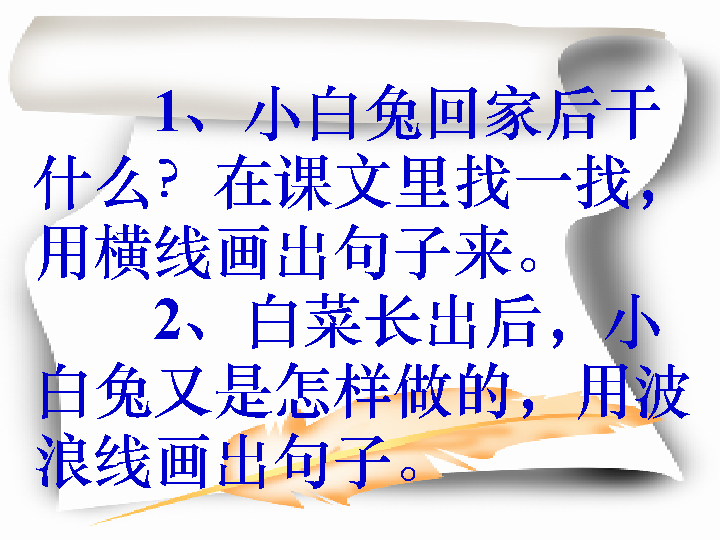 1、小白兔回家后干
什么？在课文里找一找，
用横线画出句子来。
2、白菜长出后，小
白兔又是怎样做的，用波
浪线画出句子。